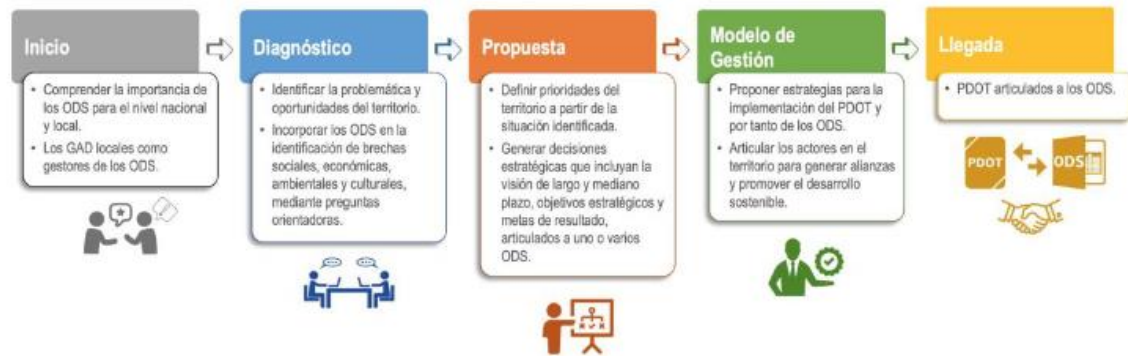 Inicio
• Comprender la importancia de
los ODS para el nivel nacional
y local.
• Los GAD locales como
gestores de los ODS.
Diagnóstico
• Identificar la problemática y
oportunidades del territorio.
• Incorporar los ODS en la
identificación de brechas
sociales, económicas,
ambientales y culturales,
mediante preguntas
orientadoras.
Propuesta
• Definir prioridades del
territorio a partir de la
situación identificada.
• Generar decisiones
estratégicas que incluyan la
visión de largo y mediano
plazo, objetivos estratégicos y
metas de resultado,
articulados a uno o varios
ODS.
Modelo de
Gestión
• Proponer estrategias para la
implementación del PDOT y
por tanto de los ODS.
• Articular los actores en el
territorio para generar alianzas
y promover el desarrollo
sostenible.
Llegada
• PDOT articulados a los ODS.
PDOT
ODS